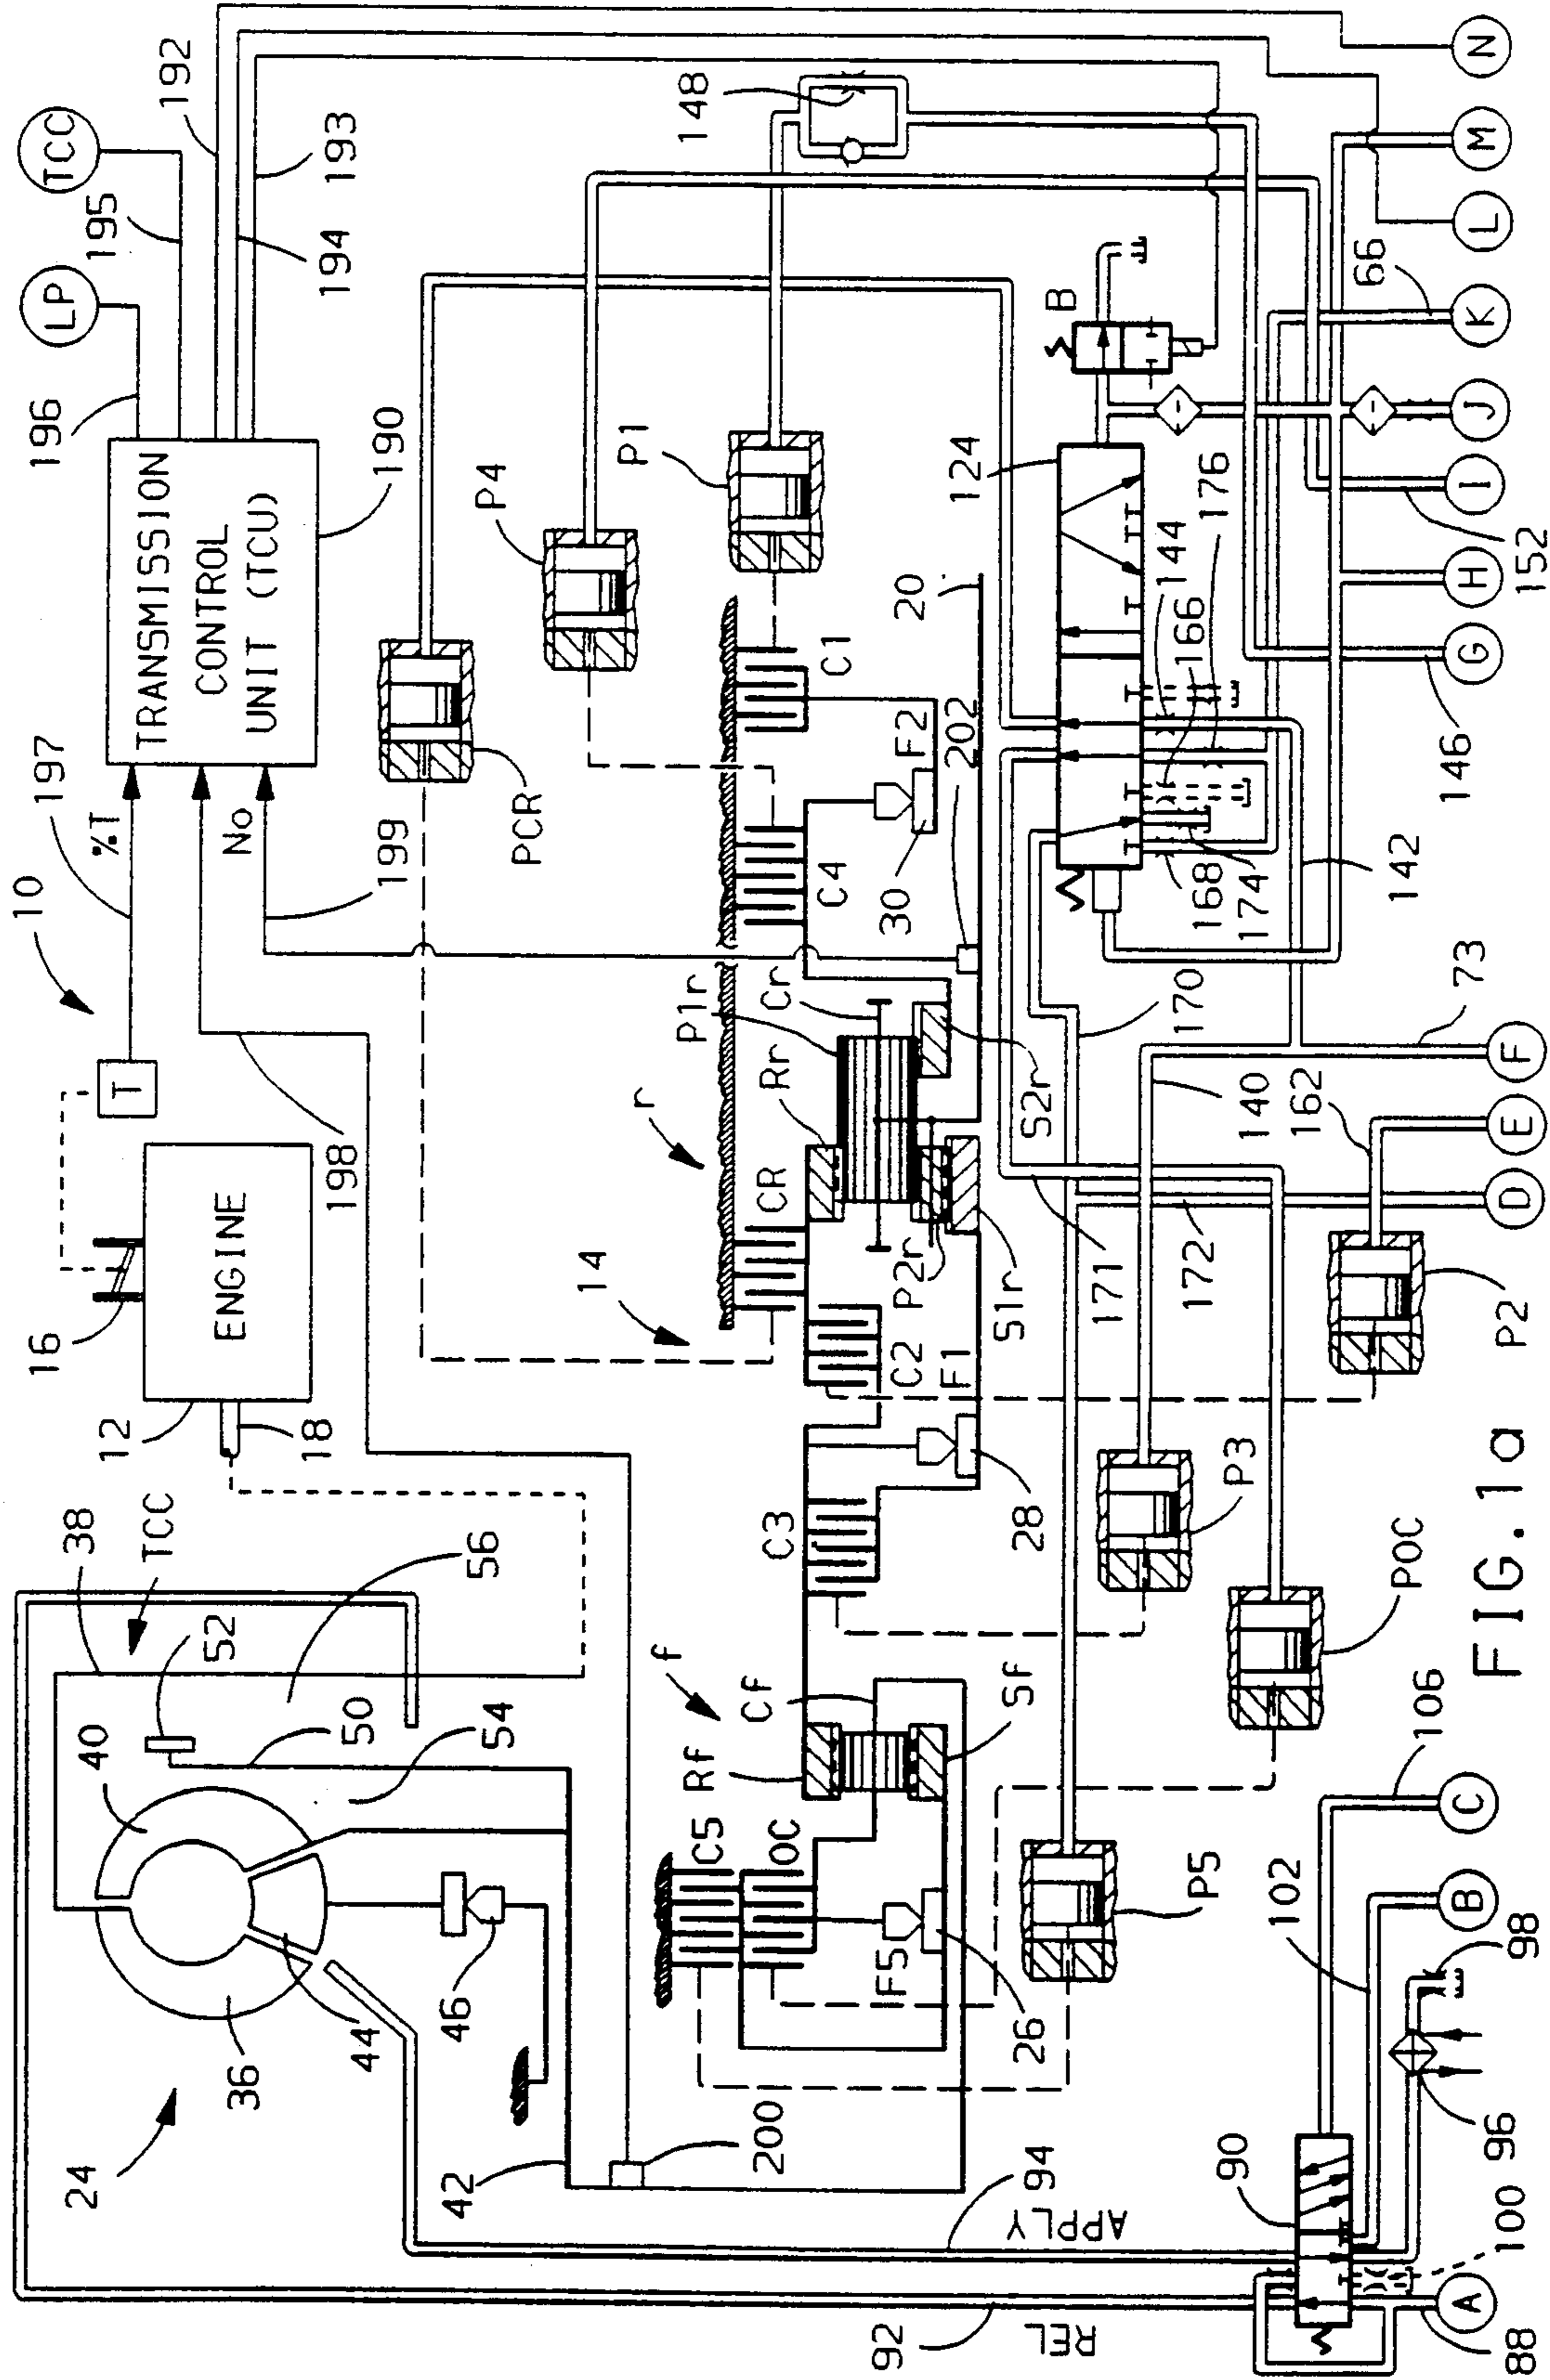 24
36
40
44
46
38
TCC
52
50
54
56
42
200
12
16
18
ENGINE
T
10
197
%T
No
198
199
TRANSMISSION
CONTROL
UNIT (TCU)
190
196
LP
195
TCC
192
194
193
PCR
P4
P1
148
f
Rf
Cf
Sf
C5
OC
F5
26
C3
28
F1
C2
14
CR
r
Rr
P1r
Cr
P2r
S1r
S2r
C4
30
F2
C1
202
20
P5
POC
P3
P2
171
172
170
140
162
73
142
168
174
166
144
176
124
B
66
152
146
92
REL
94
APPLY
90
88
100
96
98
102
106
A
B
C
D
E
F
G
H
I
J
K
L
M
N
FIG. 1a